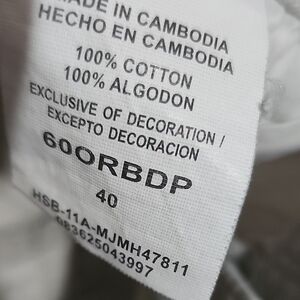 MADE IN CAMBODIA
HECHO EN CAMBODIA
100% COTTON
100% ALGODON
EXCLUSIVE OF DECORATION /
EXCEPTO DECORACION
60ORBDP
40
HSB-11A-MJMH47811
083625043997